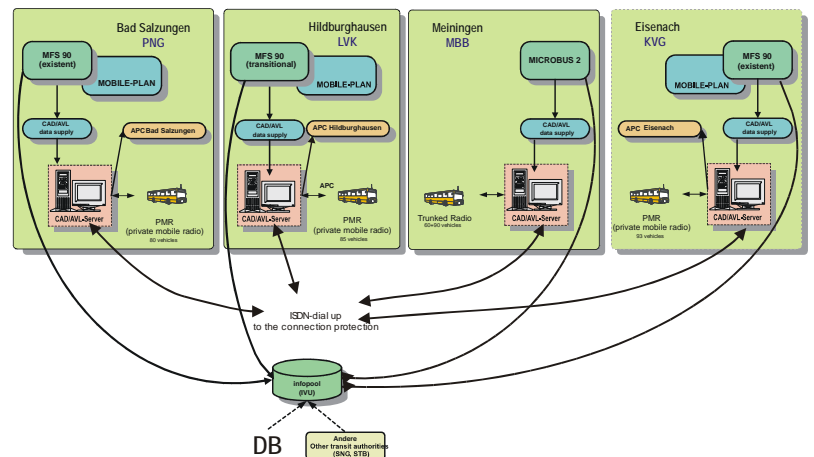 Bad Salzungen
PNG
MFS 90
(existent)
MOBILE-PLAN
CAD/AVL
data supply
APC Bad Salzungen
CAD/AVL-Server
PMR
(private mobile radio)
80 vehicles
Hildburghausen
LVK
MFS 90
(transitional)
MOBILE-PLAN
CAD/AVL
data supply
APC Hildburghausen
CAD/AVL-Server
APC
PMR
(private mobile radio)
85 vehicles
Meiningen
MBB
MICROBUS 2
CAD/AVL
data supply
Trunked Radio
60+90 vehicles
CAD/AVL-Server
Eisenach
KVG
MFS 90
(existent)
MOBILE-PLAN
APC Eisenach
CAD/AVL
data supply
PMR
(private mobile radio)
93 vehicles
CAD/AVL-Server
ISDN-dial up
to the connection protection
infopool
(IVU)
DB
Andere
Other transit authorities
(SNG, STB)